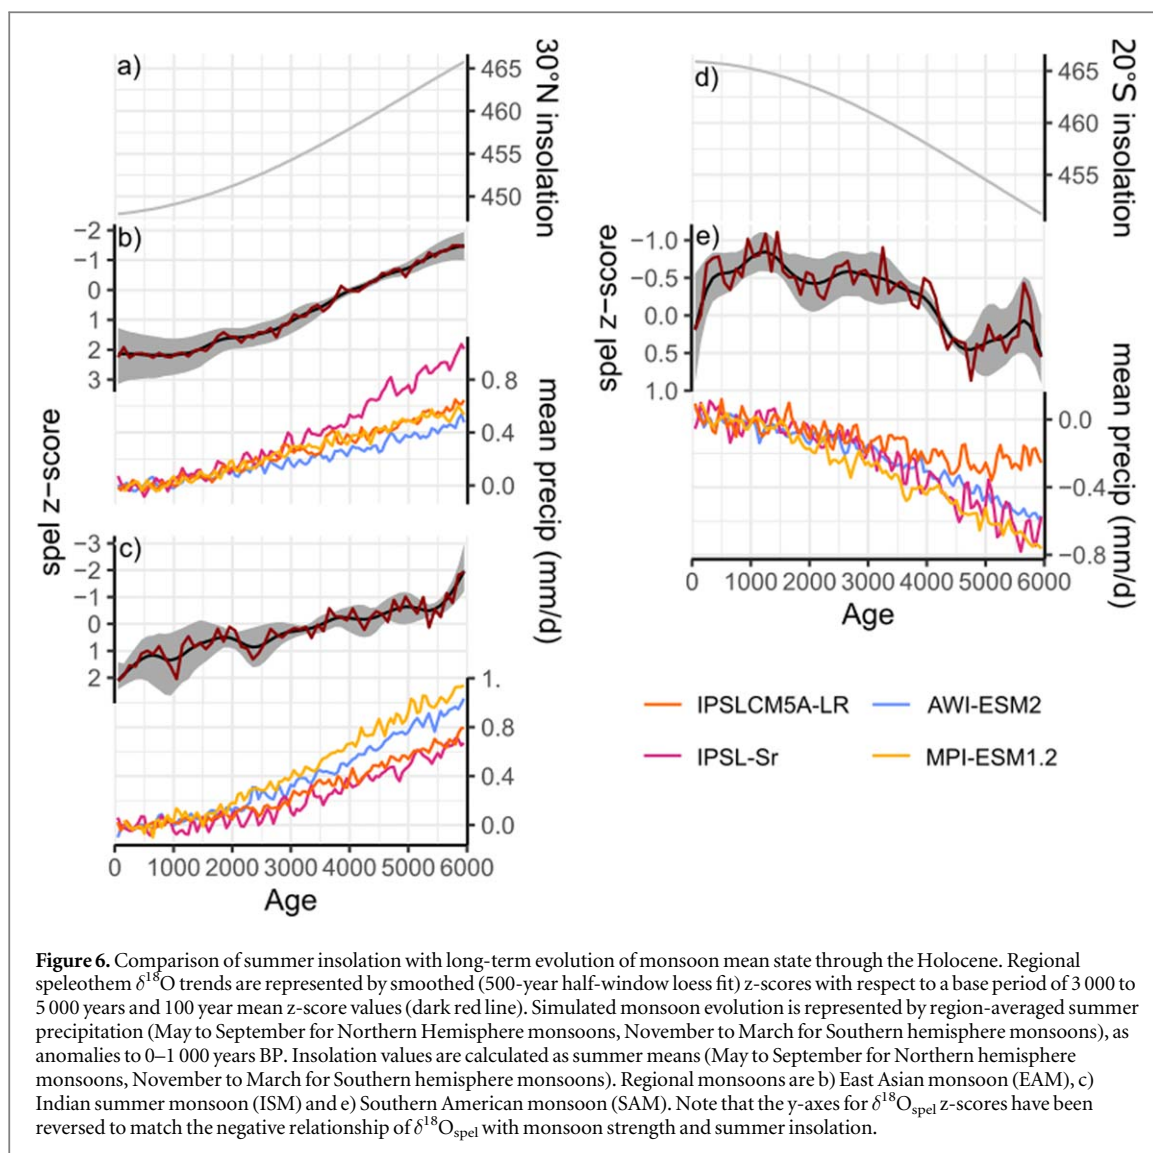 a)
465
460
455
450
30°N insolation
b)
−2
−1
0
1
2
3
0.8
0.4
0.0
spel z−score
mean precip (mm/d)
c)
−3
−2
−1
0
1
2
1.
0.8
0.4
0.0
0 1000 2000 3000 4000 5000 6000
Age
d)
465
460
455
20°S insolation
e)
−1.0
−0.5
0.0
0.5
1.0
spel z−score
0.0
−0.4
−0.8
mean precip (mm/d)
0 1000 2000 3000 4000 5000 6000
Age
IPSLCM5A-LR AWI-ESM2
IPSL-Sr MPI-ESM1.2
Figure 6. Comparison of summer insolation with long-term evolution of monsoon mean state through the Holocene. Regional
speleothem δ¹⁸O trends are represented by smoothed (500-year half-window loess fit) z-scores with respect to a base period of 3 000 to
5 000 years and 100 year mean z-score values (dark red line). Simulated monsoon evolution is represented by region-averaged summer
precipitation (May to September for Northern Hemisphere monsoons, November to March for Southern hemisphere monsoons), as
anomalies to 0–1 000 years BP. Insolation values are calculated as summer means (May to September for Northern hemisphere
monsoons, November to March for Southern hemisphere monsoons). Regional monsoons are b) East Asian monsoon (EAM), c)
Indian summer monsoon (ISM) and e) Southern American monsoon (SAM). Note that the y-axes for δ¹⁸Ospel z-scores have been
reversed to match the negative relationship of δ¹⁸Ospel with monsoon strength and summer insolation.